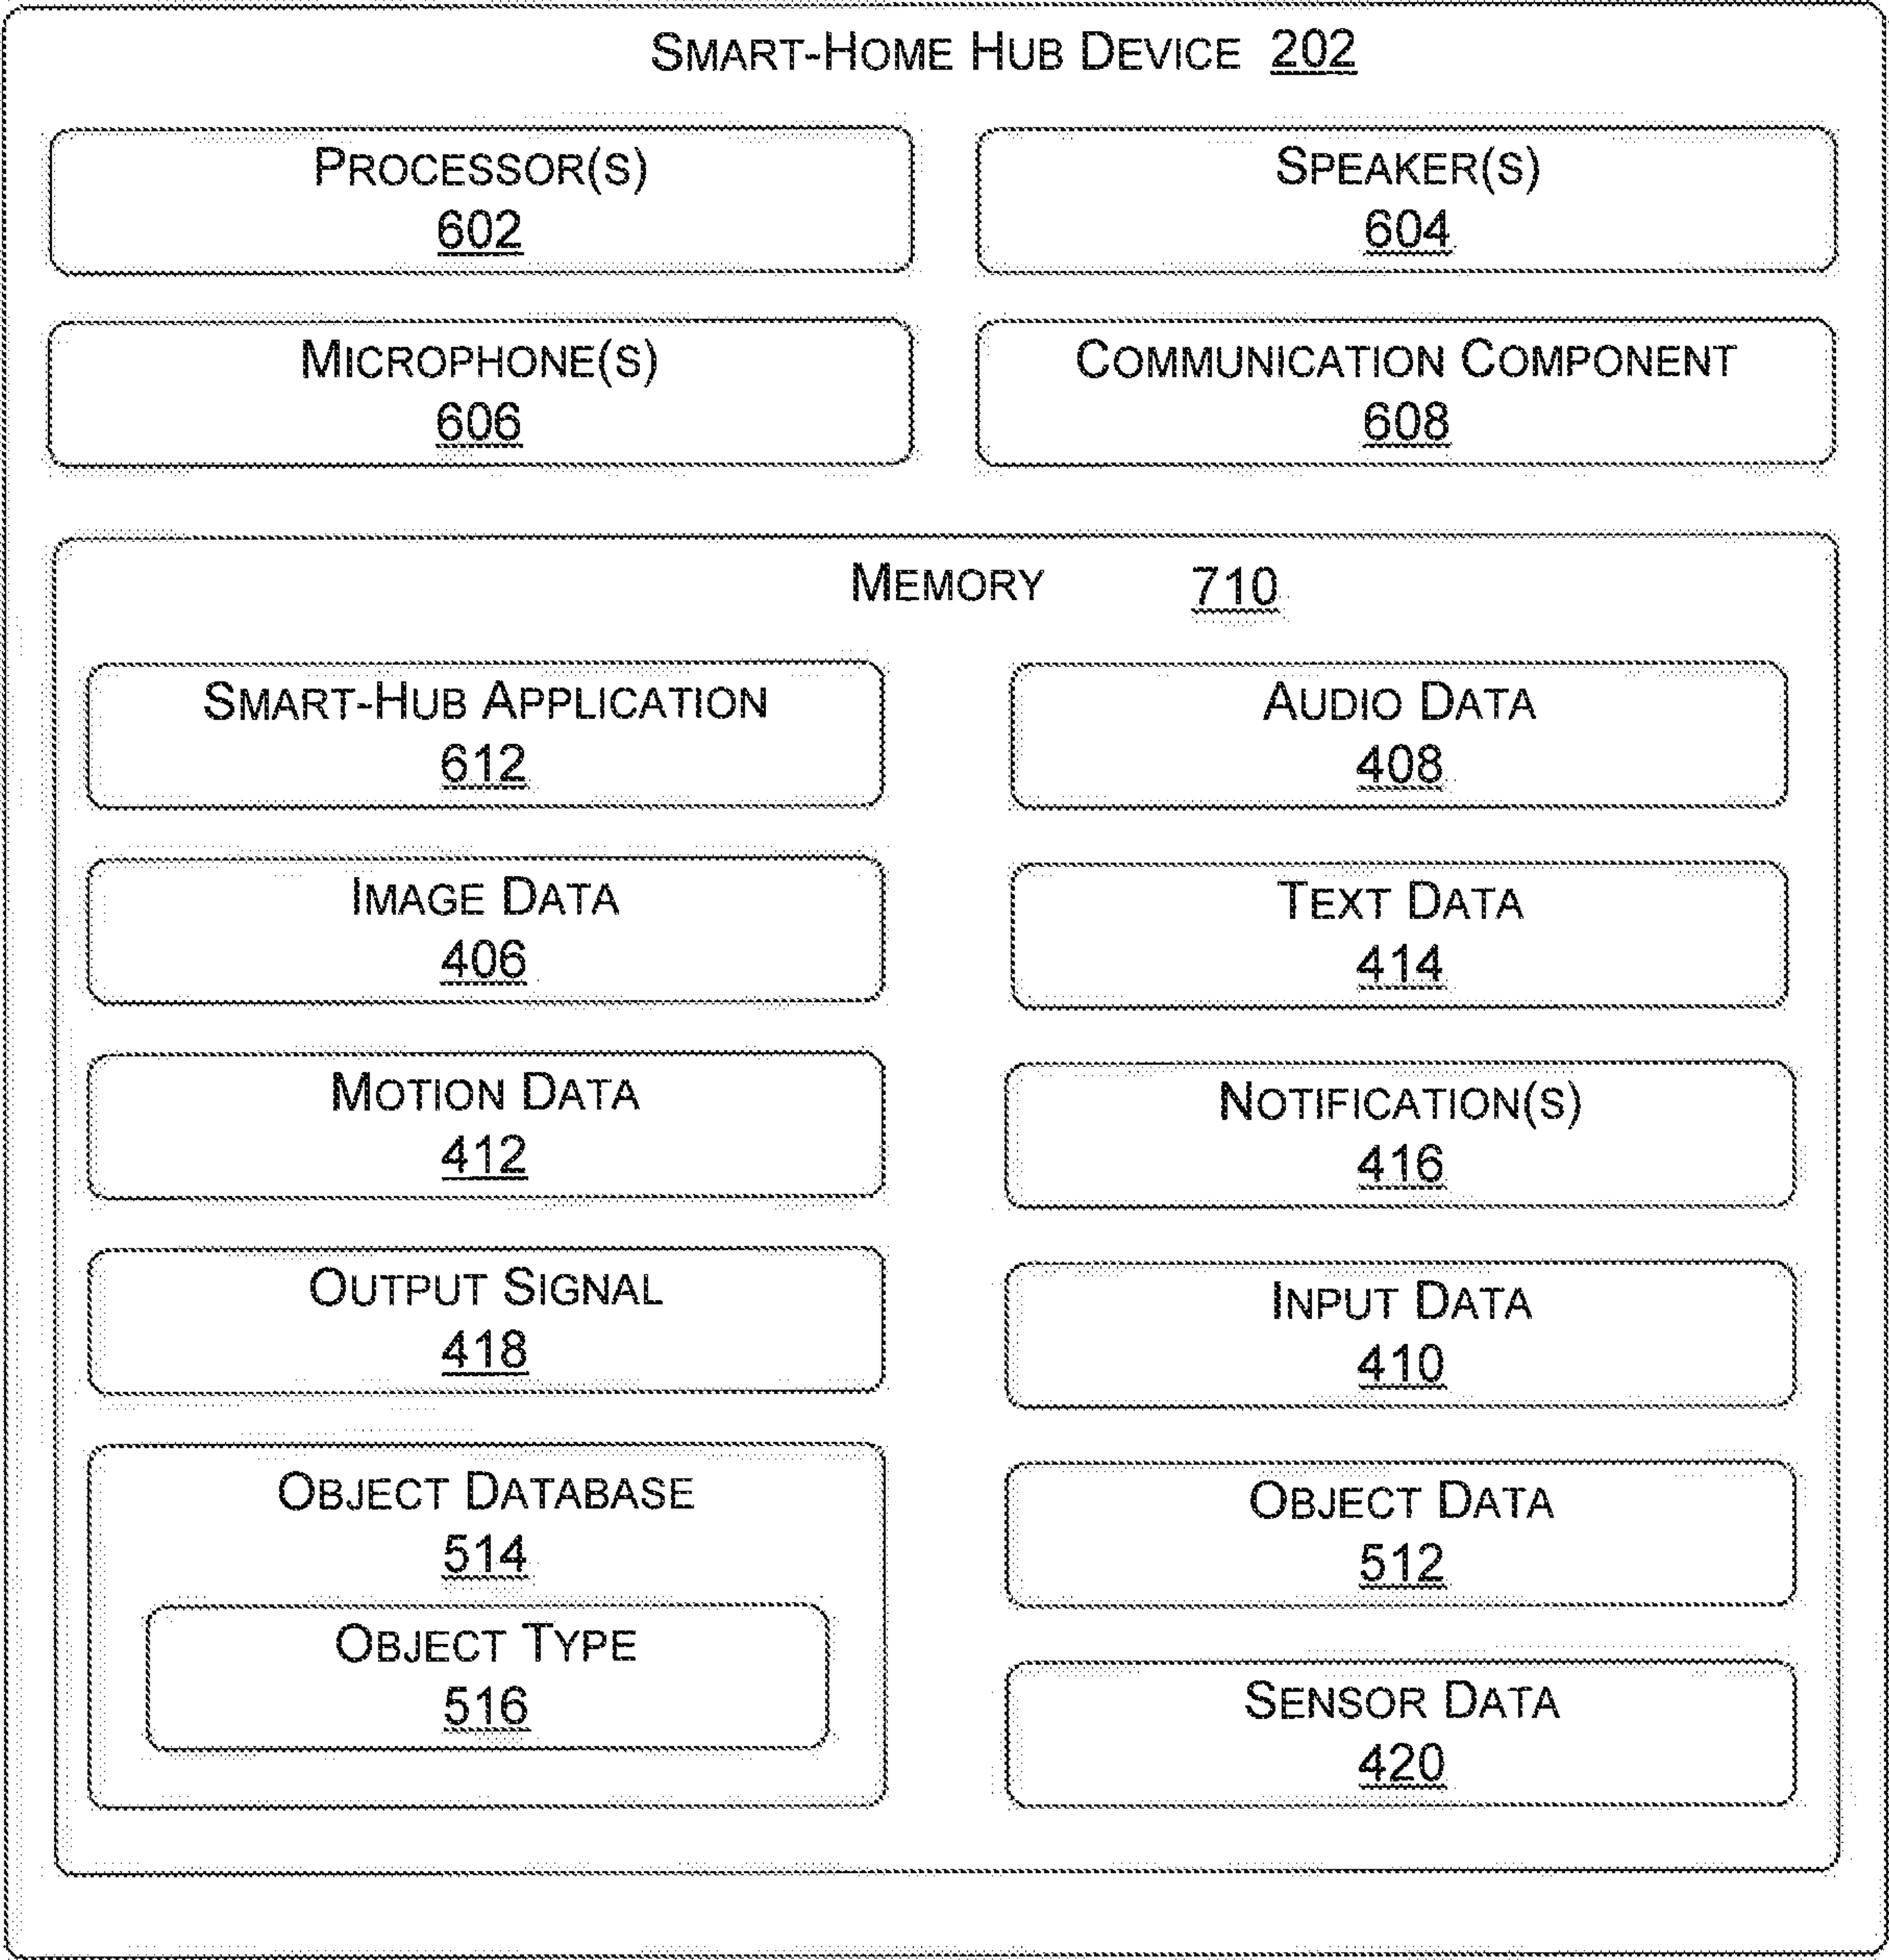 SMART-HOME HUB DEVICE 202
PROCESSOR(S)
602
SPEAKER(S)
604
MICROPHONE(S)
606
COMMUNICATION COMPONENT
608
MEMORY 710
SMART-HUB APPLICATION
612
AUDIO DATA
408
IMAGE DATA
406
TEXT DATA
414
MOTION DATA
412
NOTIFICATION(S)
416
OUTPUT SIGNAL
418
INPUT DATA
410
OBJECT DATABASE
514
OBJECT TYPE
516
OBJECT DATA
512
SENSOR DATA
420